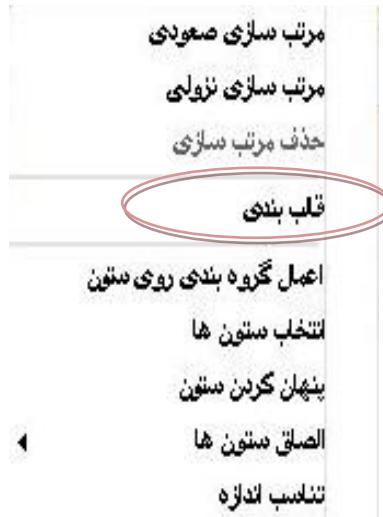 مرتب سازی صعودی
مرتب سازی نزولی
حذف مرتب سازی
قالب بندی
اعمال گروه بندی روی ستون
انتخاب ستون ها
پنهان کردن ستون
الصاق ستون ها
تناسب اندازه